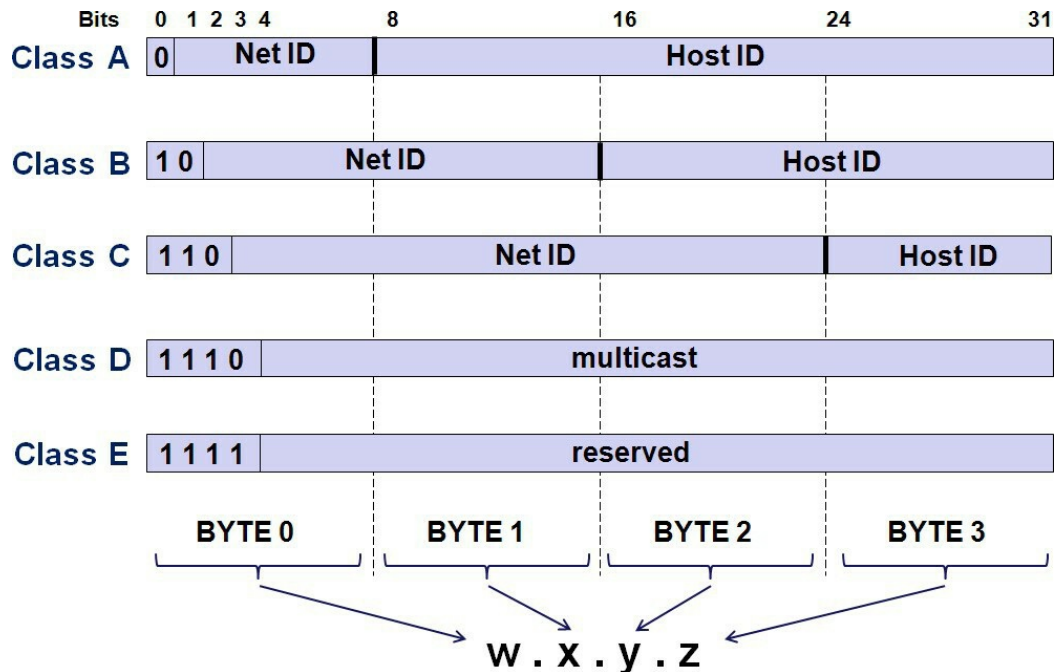 Bits 0 1 2 3 4 8 16 24 31
Class A 0 Net ID Host ID
Class B 1 0 Net ID Host ID
Class C 1 1 0 Net ID Host ID
Class D 1 1 1 0 multicast
Class E 1 1 1 1 reserved
BYTE 0 BYTE 1 BYTE 2 BYTE 3
w . x . y . z